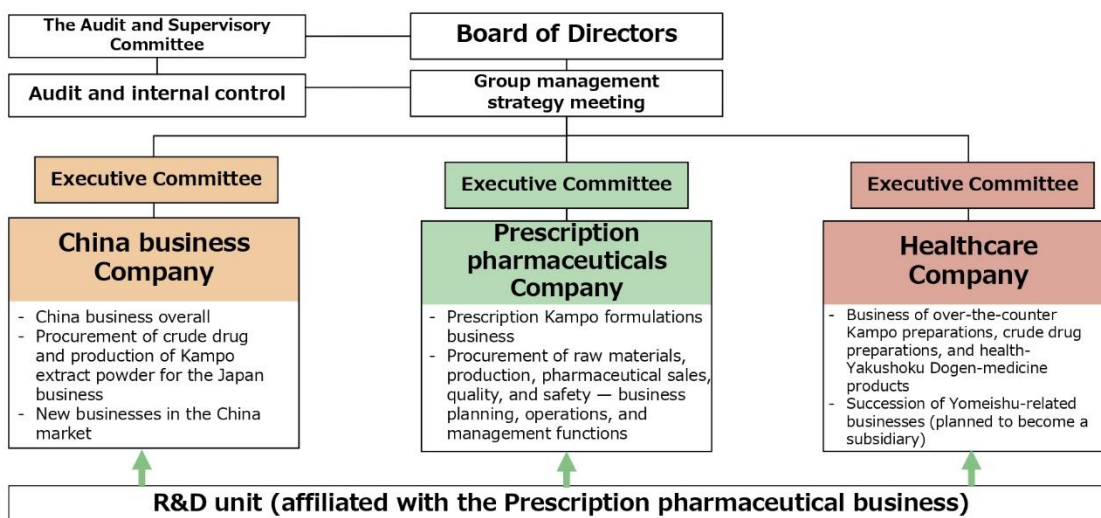 The Audit and Supervisory
Committee
Board of Directors
Audit and internal control
Group management
strategy meeting
Executive Committee
China business
Company
- China business overall
- Procurement of crude drug
and production of Kampo
extract powder for the Japan
business
- New businesses in the China
market
Executive Committee
Prescription
pharmaceuticals
Company
- Prescription Kampo formulations
business
- Procurement of raw materials,
production, pharmaceutical sales,
quality, and safety — business
planning, operations, and
management functions
Executive Committee
Healthcare
Company
- Business of over-the-counter
Kampo preparations, crude drug
preparations, and health-
Yakushoku Dogen-medicine
products
- Succession of Yomeishu-related
businesses (planned to become a
subsidiary)
R&D unit (affiliated with the Prescription pharmaceutical business)